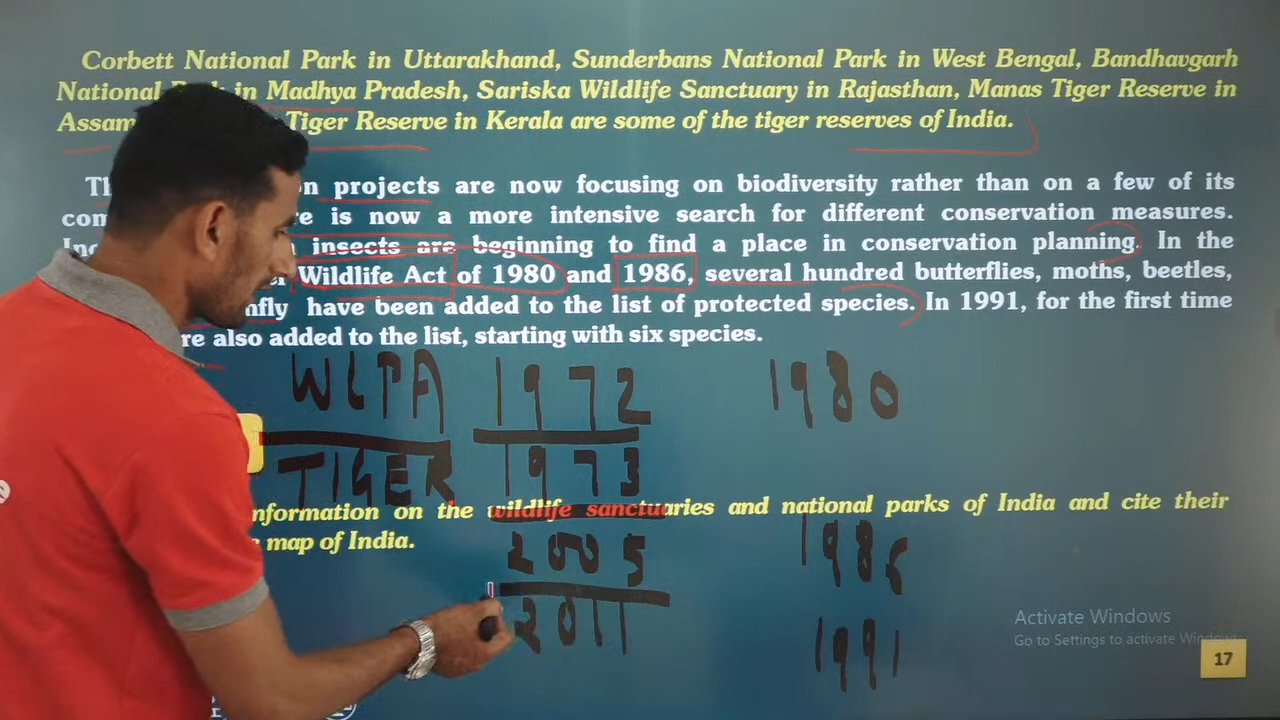 Corbett National Park in Uttarakhand, Sunderbans National Park in West Bengal, Bandhavgarh
National in Madhya Pradesh, Sariska Wildlife Sanctuary in Rajasthan, Manas Tiger Reserve in
Assam Tiger Reserve in Kerala are some of the tiger reserves of India.
projects are now focusing on biodiversity rather than on a few of its
is now a more intensive search for different conservation measures.
insects are beginning to find a place in conservation planning. In the
Wildlife Act of 1980 and 1986, several hundred butterflies, moths, beetles,
have been added to the list of protected species. In 1991, for the first time
also added to the list, starting with six species.
WLPA 1972 1980
TIGER 1973
on the wildlife sanctuaries and national parks of India and cite their
map of India.
2005 1986
2011 1991
Activate Windows
Go to Settings to activate Windows.
17